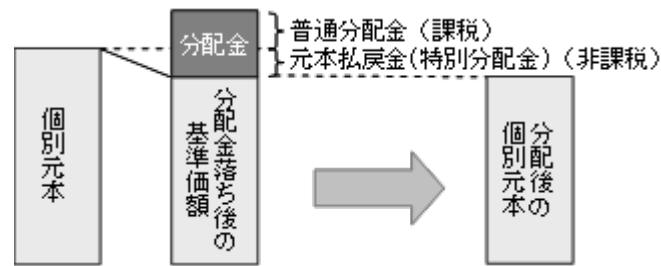 分配金
普通分配金（課税）
元本払戻金(特別分配金)（非課税）
個別元本
分配金落ち後の
基準価額
分配後の
個別元本